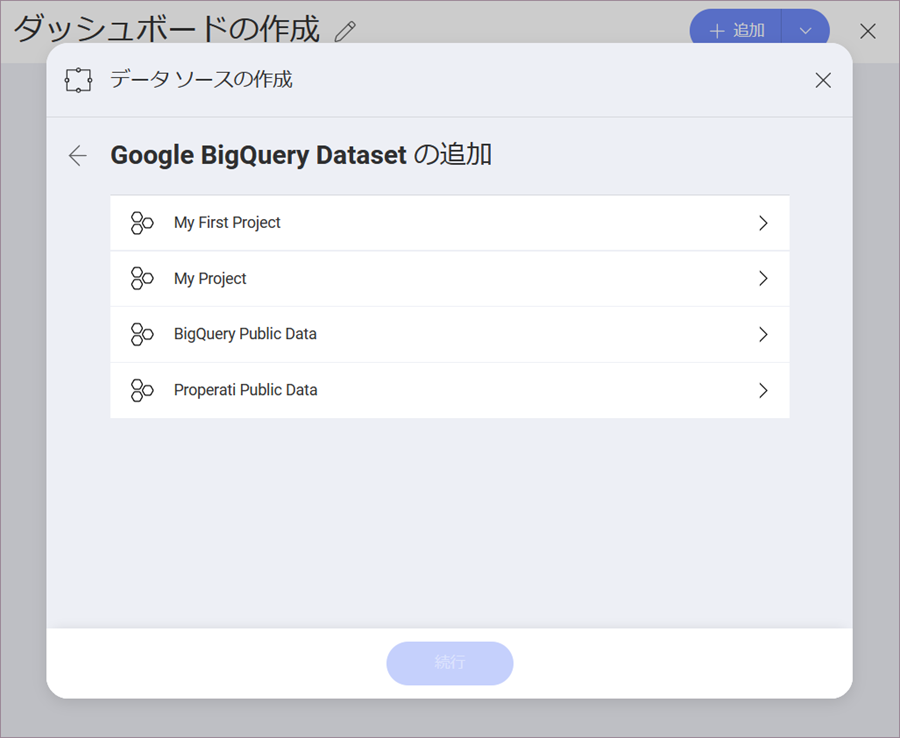 ダッシュボードの作成
追加
データ ソースの作成
Google BigQuery Dataset の追加
My First Project
My Project
BigQuery Public Data
Properati Public Data
続行